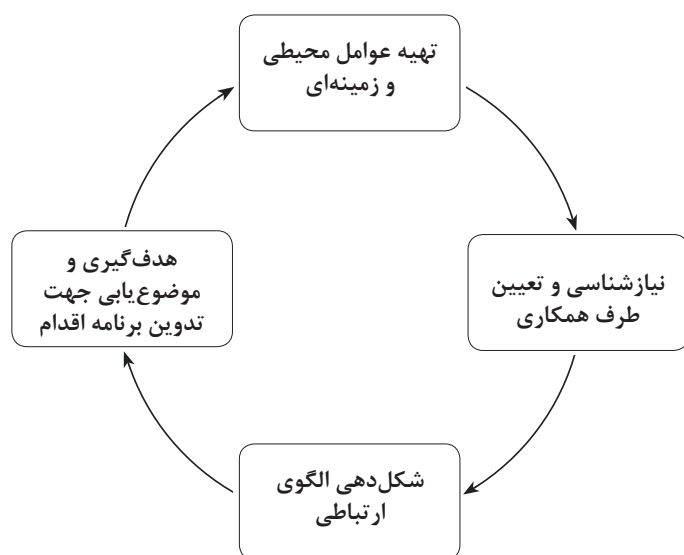 تهیه عوامل محیطی
و زمینه‌ای
نیازشناسی و تعیین
طرف همکاری
شکل‌دهی الگوی
ارتباطی
هدف‌گیری و
موضوع‌یابی جهت
تدوین برنامه اقدام